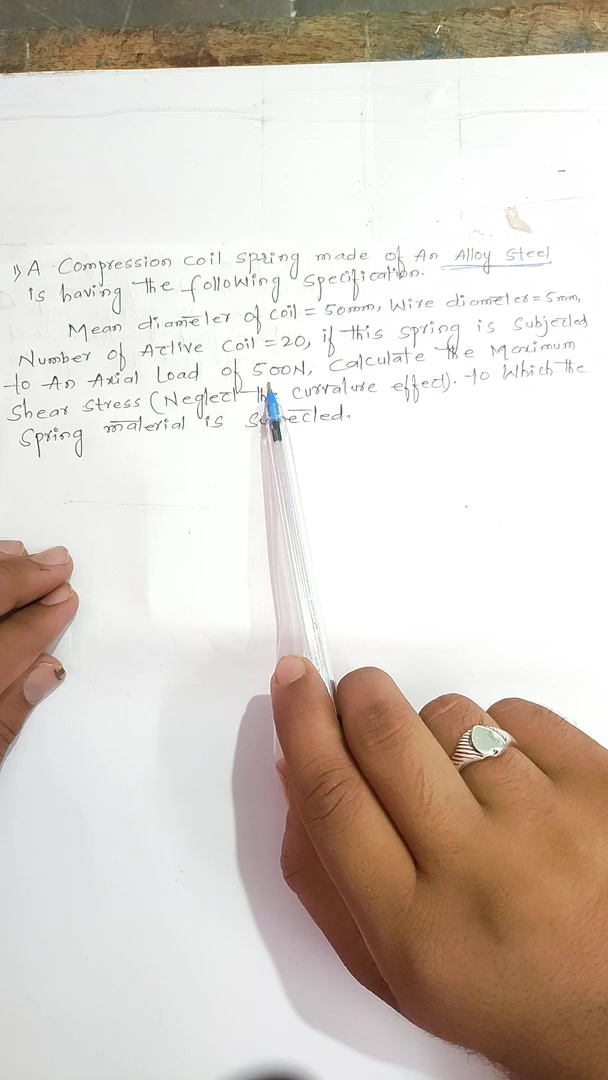 1) A Compression coil spring made of An Alloy Steel
is having the following specification.
Mean diameter of coil = 50mm, Wire diameter = 5mm,
Number of Active coil = 20, if this spring is Subjected
to An Axial Load of 500N, Calculate the Maximum
Shear Stress (Neglect the curvature effect). to Which the
Spring material is